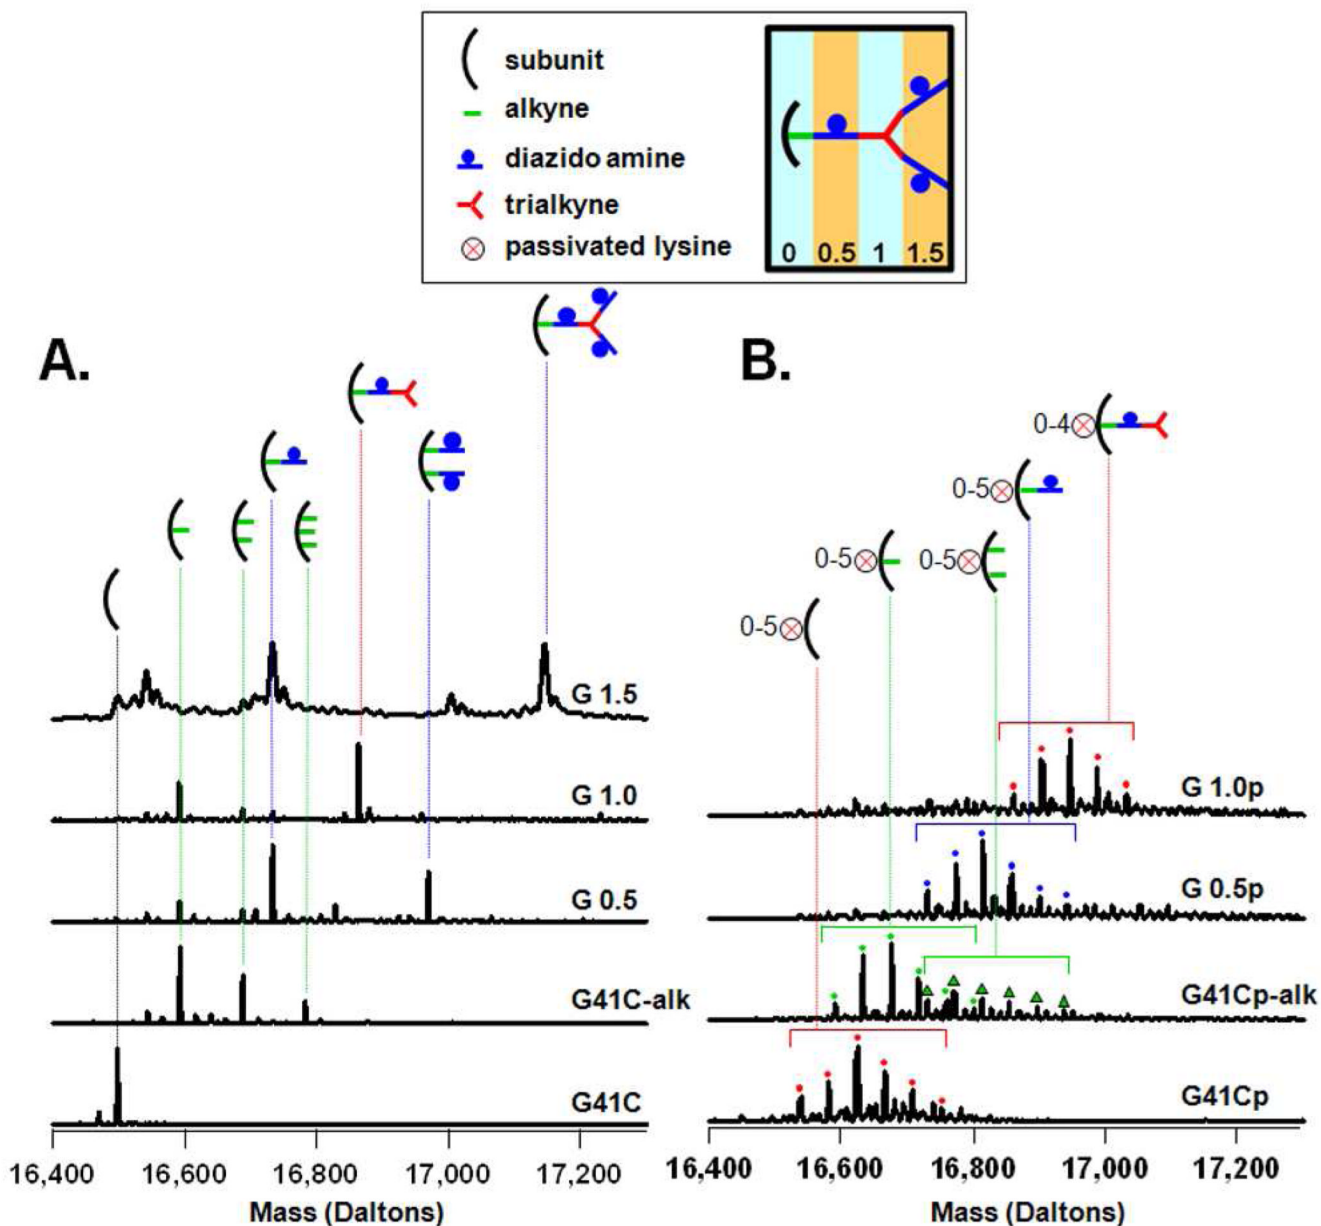 subunit
alkyne
diazido amine
trialkyne
passivated lysine
0 0.5 1 1.5
A.
G 1.5
G 1.0
G 0.5
G41C-alk
G41C
16,400 16,600 16,800 17,000 17,200
Mass (Daltons)
B.
0-4
0-5
0-5 0-5
0-5
G 1.0p
G 0.5p
G41Cp-alk
G41Cp
16,400 16,600 16,800 17,000 17,200
Mass (Daltons)